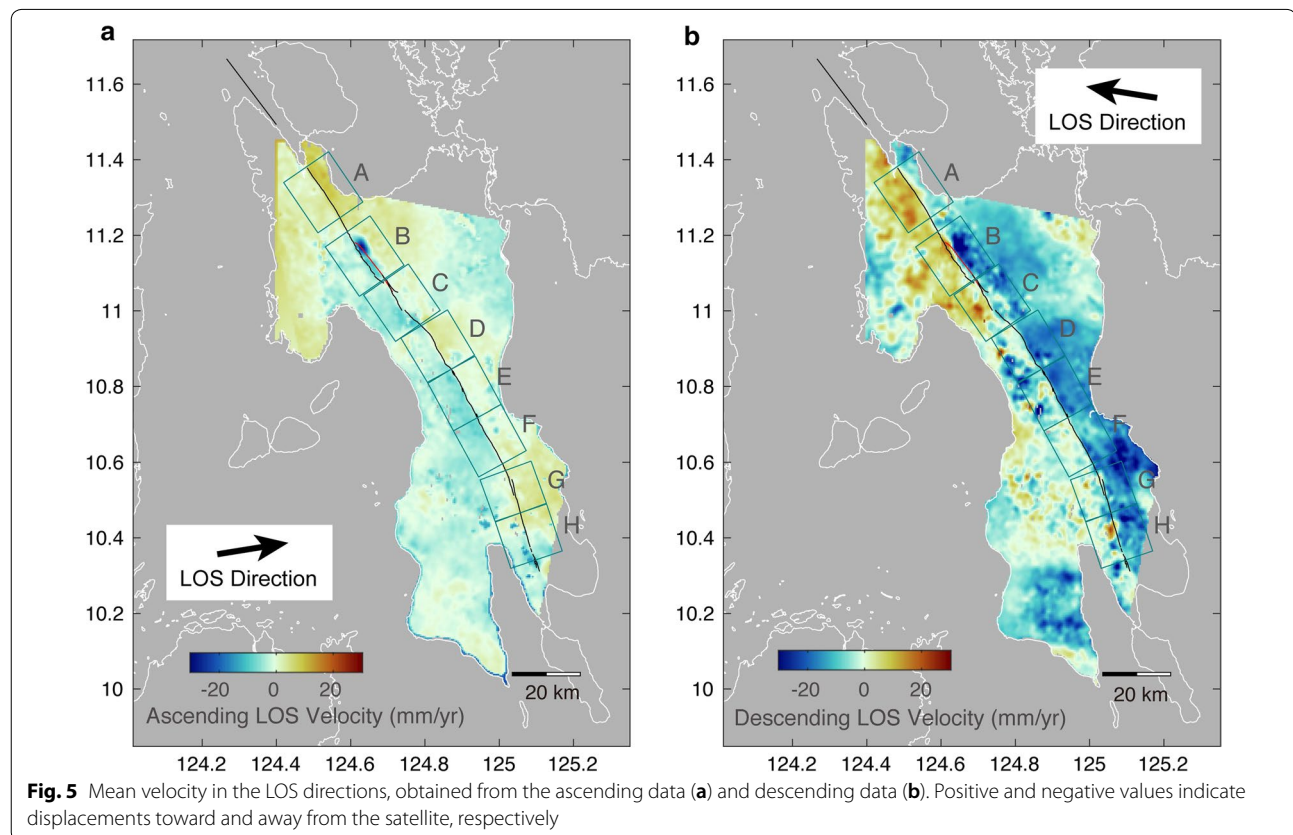 a
11.6
11.4
11.2
11
10.8
10.6
10.4
10.2
10
A
B
C
D
E
F
G
H
LOS Direction
-20 0 20
Ascending LOS Velocity (mm/yr)
20 km
124.2 124.4 124.6 124.8 125 125.2
b
11.6
11.4
11.2
11
10.8
10.6
10.4
10.2
10
LOS Direction
A
B
C
D
E
F
G
H
-20 0 20
Descending LOS Velocity (mm/yr)
20 km
124.2 124.4 124.6 124.8 125 125.2
Fig. 5 Mean velocity in the LOS directions, obtained from the ascending data (a) and descending data (b). Positive and negative values indicate
displacements toward and away from the satellite, respectively